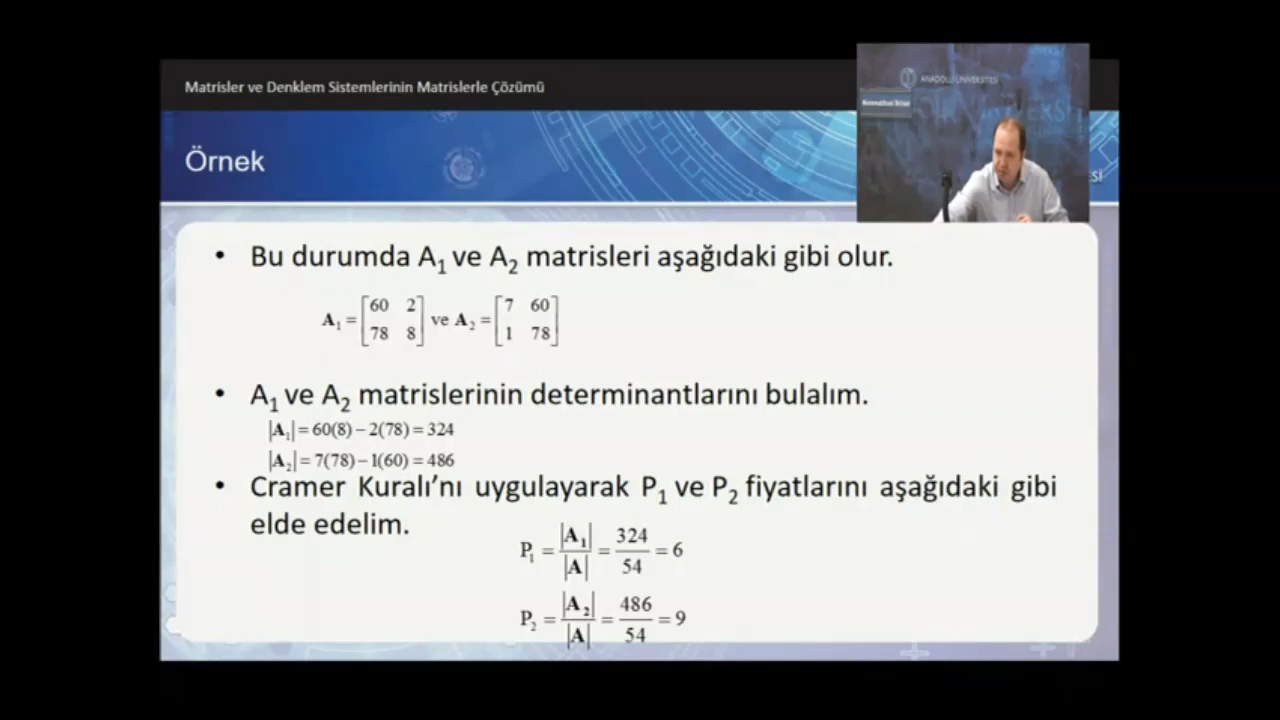 Matrisler ve Denklem Sistemlerinin Matrislerle Çözümü
ANADOLU ÜNİVERSİTESİ
Örnek
• Bu durumda A₁ ve A₂ matrisleri aşağıdaki gibi olur.
A₁ = [60 2; 78 8] ve A₂ = [7 60; 1 78]
• A₁ ve A₂ matrislerinin determinantlarını bulalım.
|A₁| = 60(8) − 2(78) = 324
|A₂| = 7(78) − 1(60) = 486
• Cramer Kuralı’nı uygulayarak P₁ ve P₂ fiyatlarını aşağıdaki gibi
elde edelim.
P₁ = |A₁| / |A| = 324 / 54 = 6
P₂ = |A₂| / |A| = 486 / 54 = 9